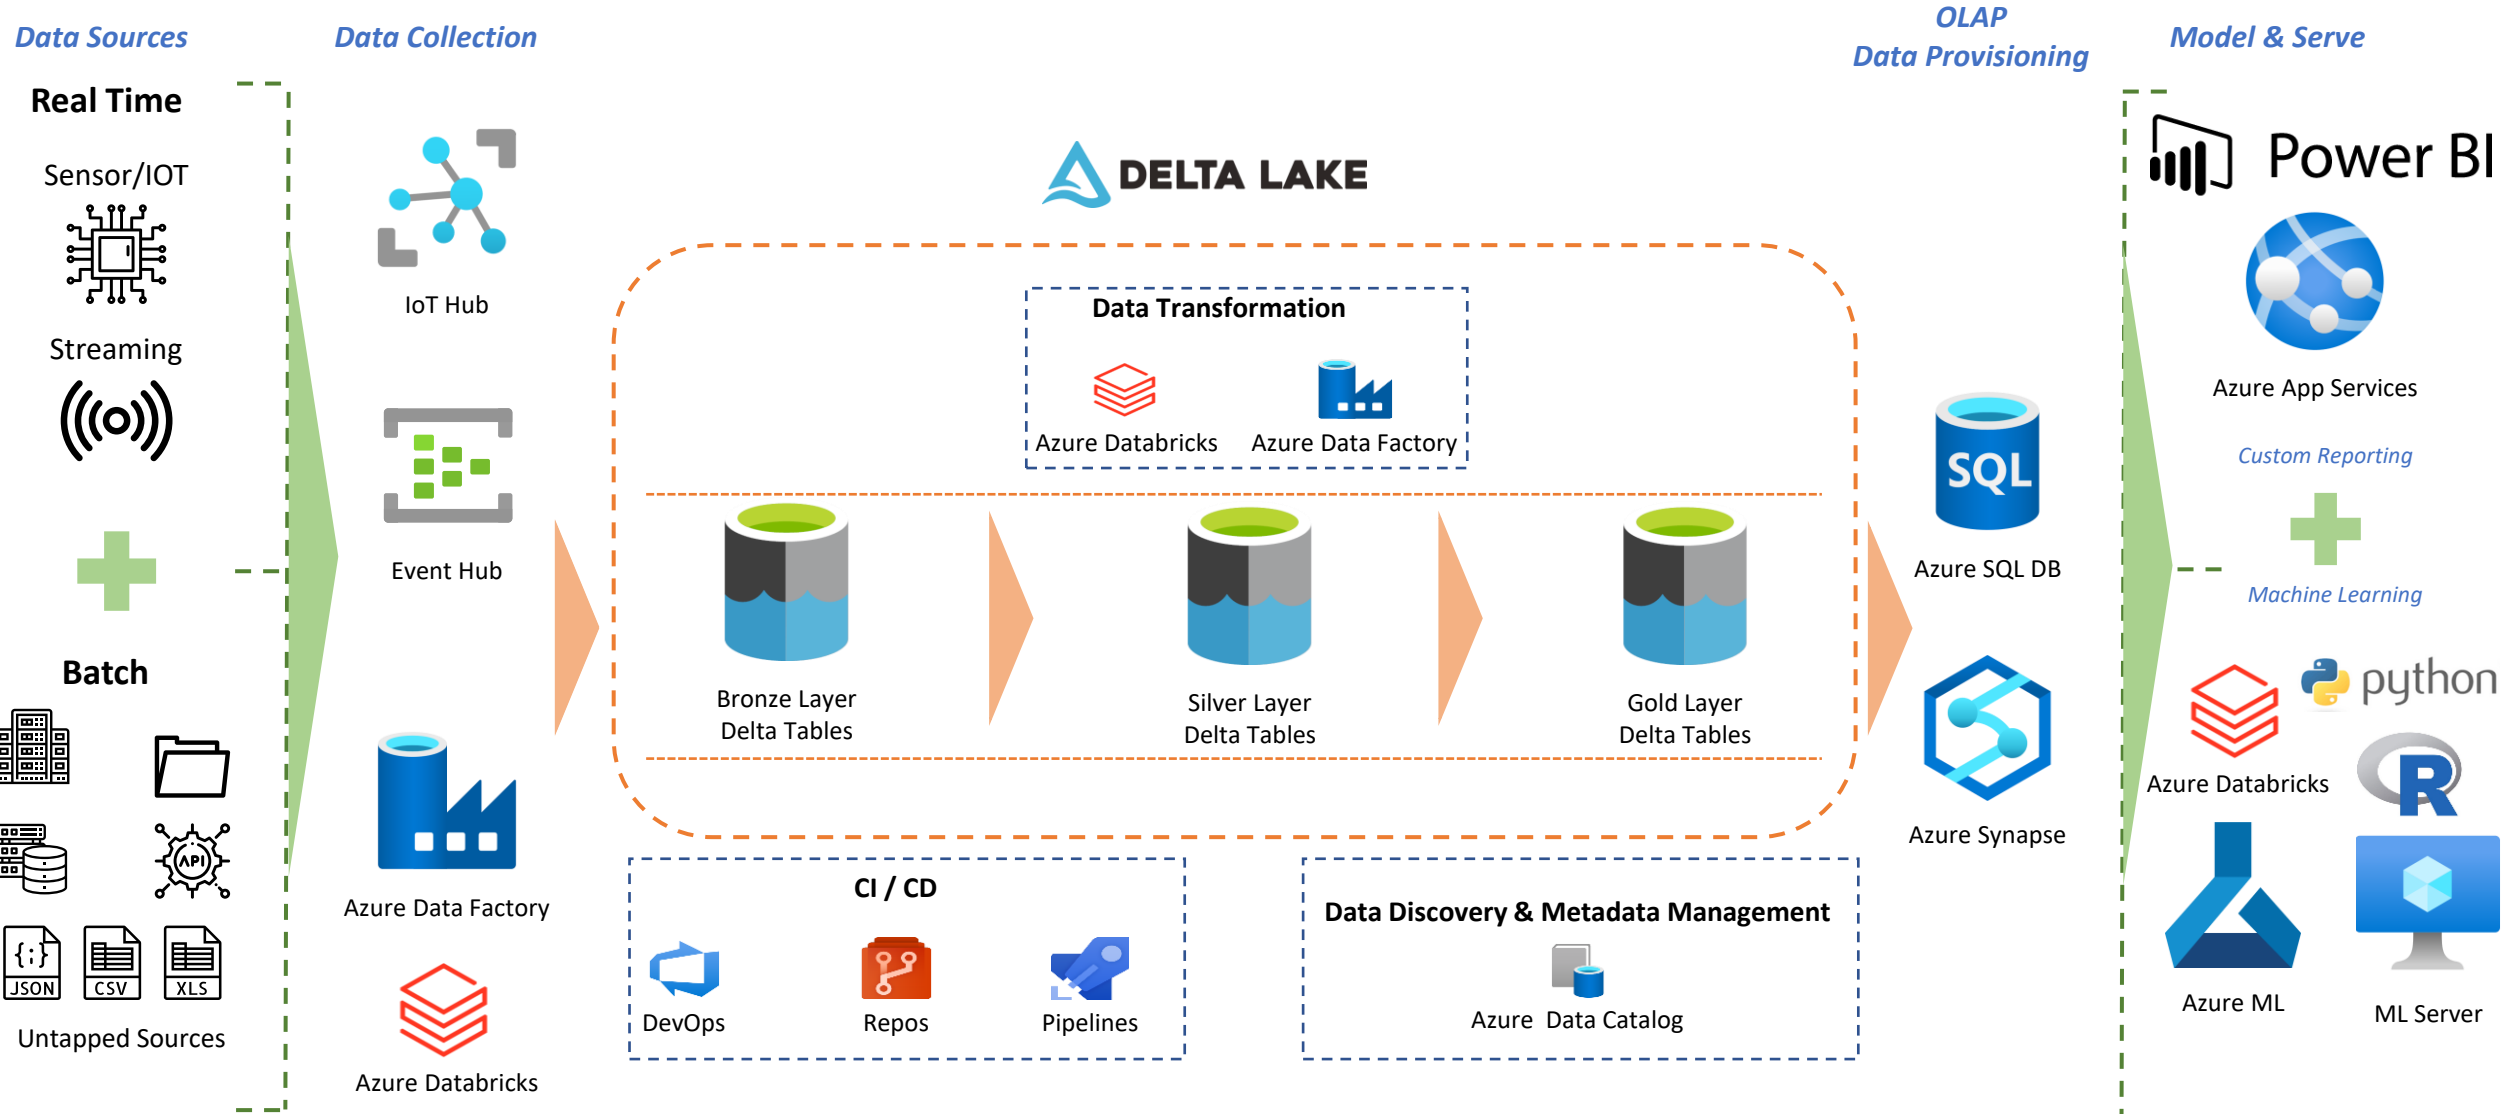 Data Sources
Real Time
Sensor/IOT
Streaming
Batch
API
JSON
CSV
XLS
Untapped Sources
Data Collection
IoT Hub
Event Hub
Azure Data Factory
Azure Databricks
DELTA LAKE
Data Transformation
Azure Databricks
Azure Data Factory
Bronze Layer
Delta Tables
Silver Layer
Delta Tables
Gold Layer
Delta Tables
CI / CD
DevOps
Repos
Pipelines
Data Discovery & Metadata Management
Azure Data Catalog
OLAP
Data Provisioning
SQL
Azure SQL DB
Azure Synapse
Model & Serve
Power BI
Azure App Services
Custom Reporting
Machine Learning
python
Azure Databricks
R
Azure ML
ML Server